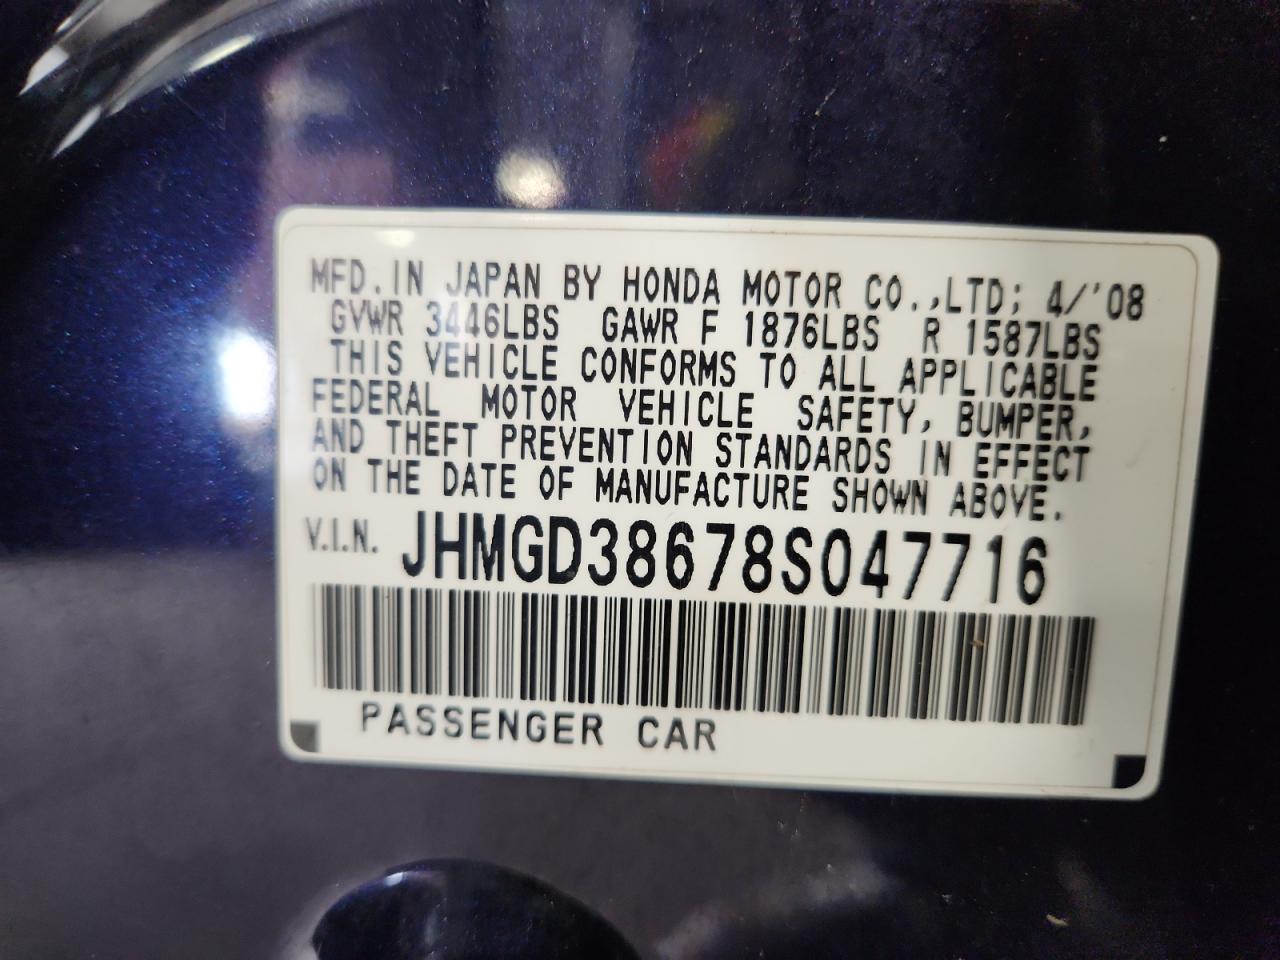 MFD. IN JAPAN BY HONDA MOTOR CO.,LTD; 4/'08
GVWR 3446LBS GAWR F 1876LBS R 1587LBS
THIS VEHICLE CONFORMS TO ALL APPLICABLE
FEDERAL MOTOR VEHICLE SAFETY, BUMPER,
AND THEFT PREVENTION STANDARDS IN EFFECT
ON THE DATE OF MANUFACTURE SHOWN ABOVE.
V.I.N. JHMGD38678S047716
PASSENGER CAR